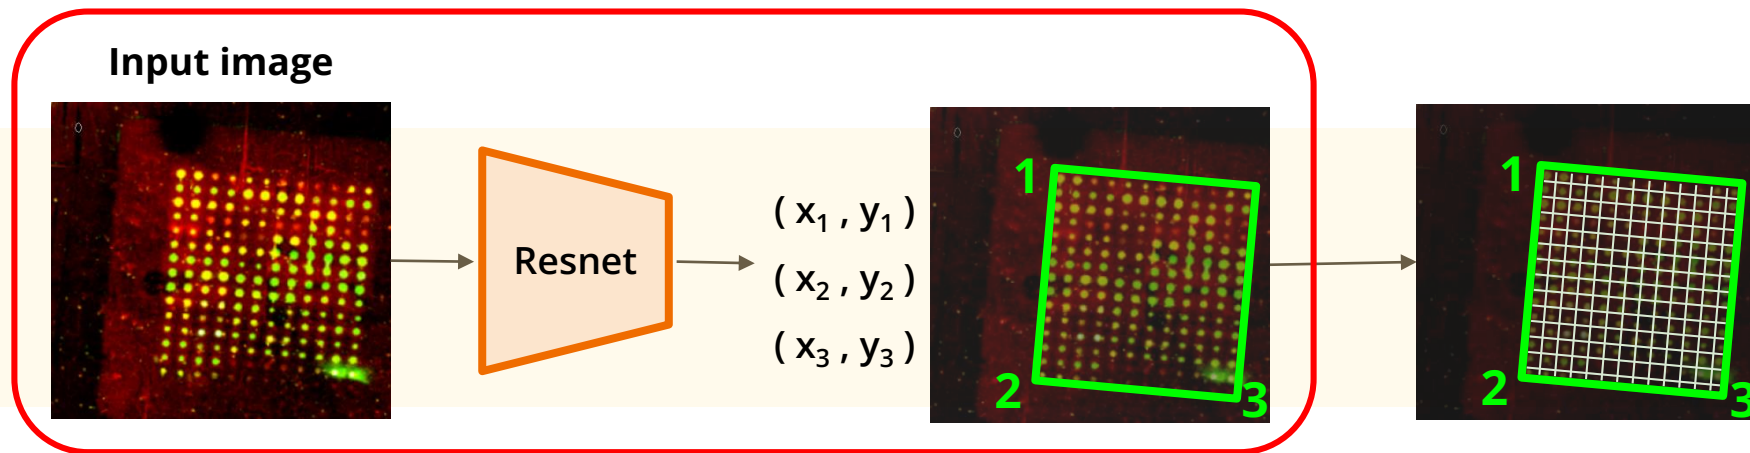 Input image
Resnet
( x₁ , y₁ )
( x₂ , y₂ )
( x₃ , y₃ )
1
2
3
1
2
3